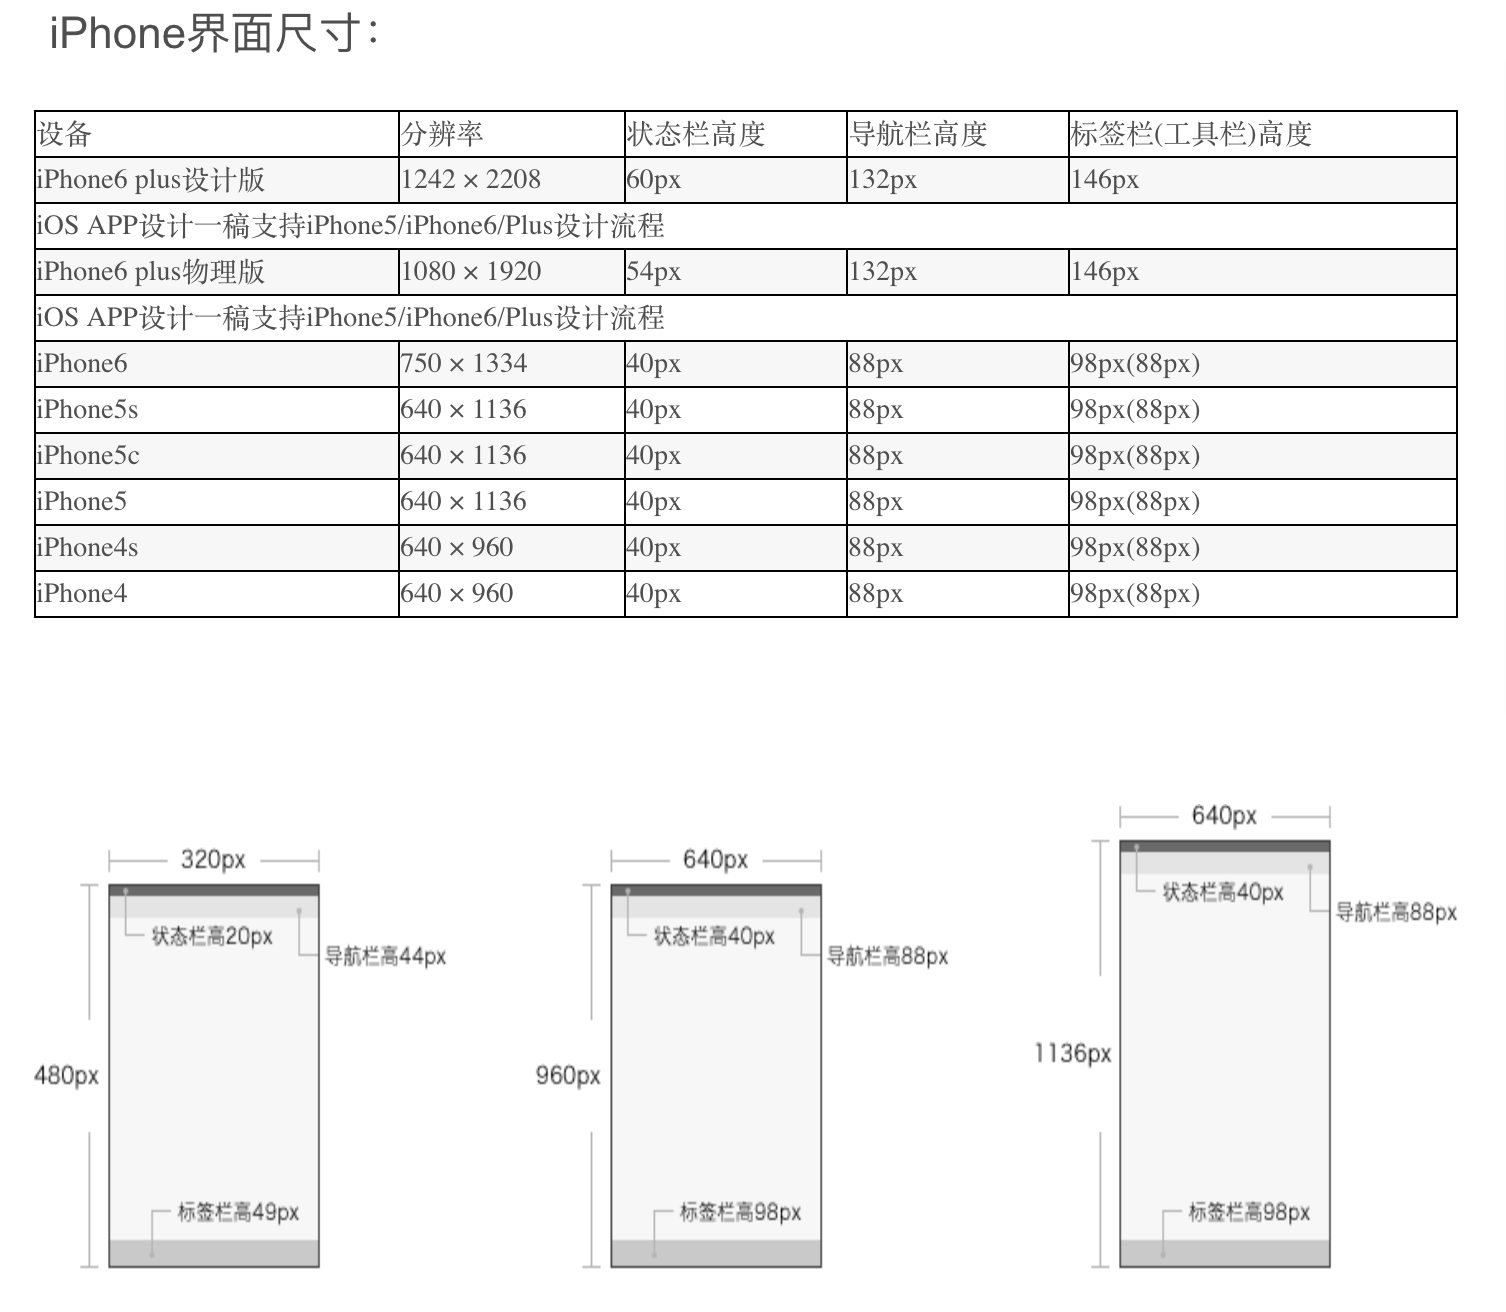 iPhone界面尺寸：
设备 分辨率 状态栏高度 导航栏高度 标签栏(工具栏)高度
iPhone6 plus设计版 1242 × 2208 60px 132px 146px
iOS APP设计一稿支持iPhone5/iPhone6/Plus设计流程
iPhone6 plus物理版 1080 × 1920 54px 132px 146px
iOS APP设计一稿支持iPhone5/iPhone6/Plus设计流程
iPhone6 750 × 1334 40px 88px 98px(88px)
iPhone5s 640 × 1136 40px 88px 98px(88px)
iPhone5c 640 × 1136 40px 88px 98px(88px)
iPhone5 640 × 1136 40px 88px 98px(88px)
iPhone4s 640 × 960 40px 88px 98px(88px)
iPhone4 640 × 960 40px 88px 98px(88px)
320px
状态栏高20px
导航栏高44px
480px
标签栏高49px
640px
状态栏高40px
导航栏高88px
960px
标签栏高98px
640px
状态栏高40px
导航栏高88px
1136px
标签栏高98px